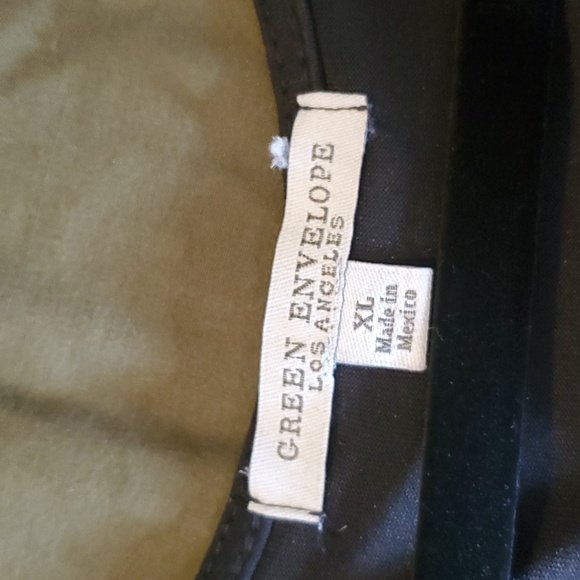 GREEN ENVELOPE
LOS ANGELES
XL
Made in
Mexico